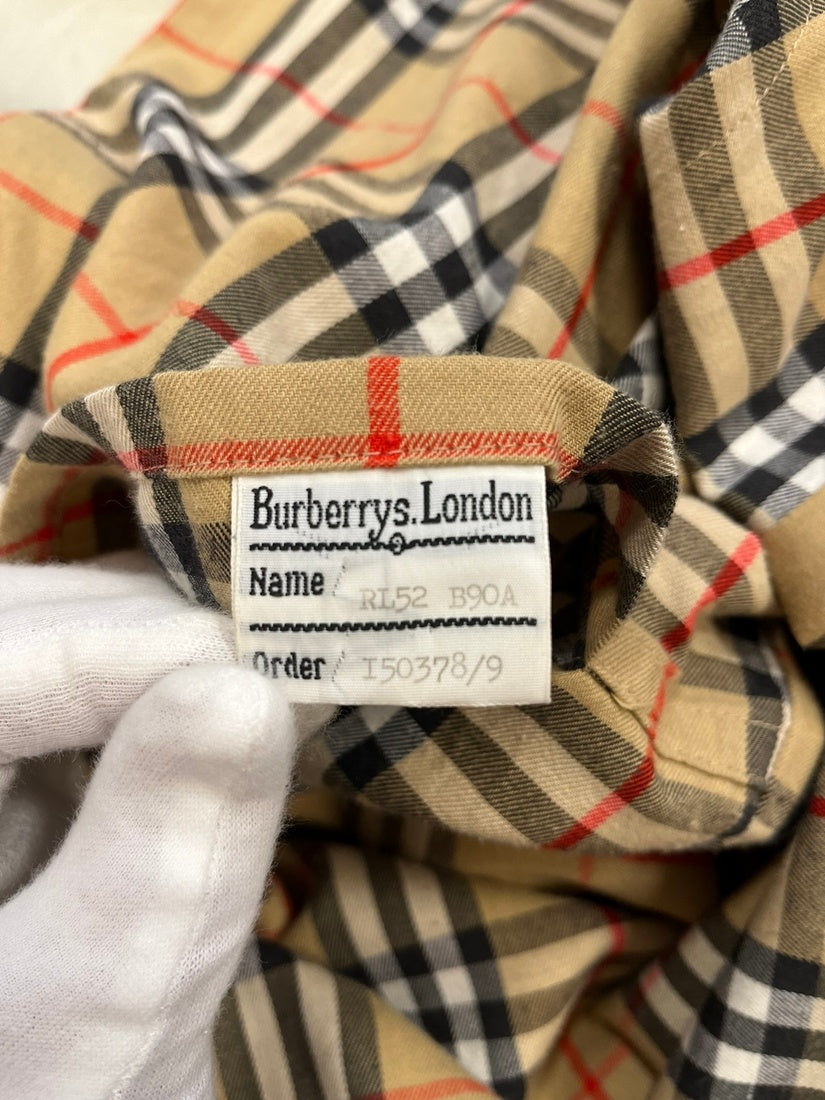 Burberrys.London
Name / RL52 B90A
Order / I50378/9